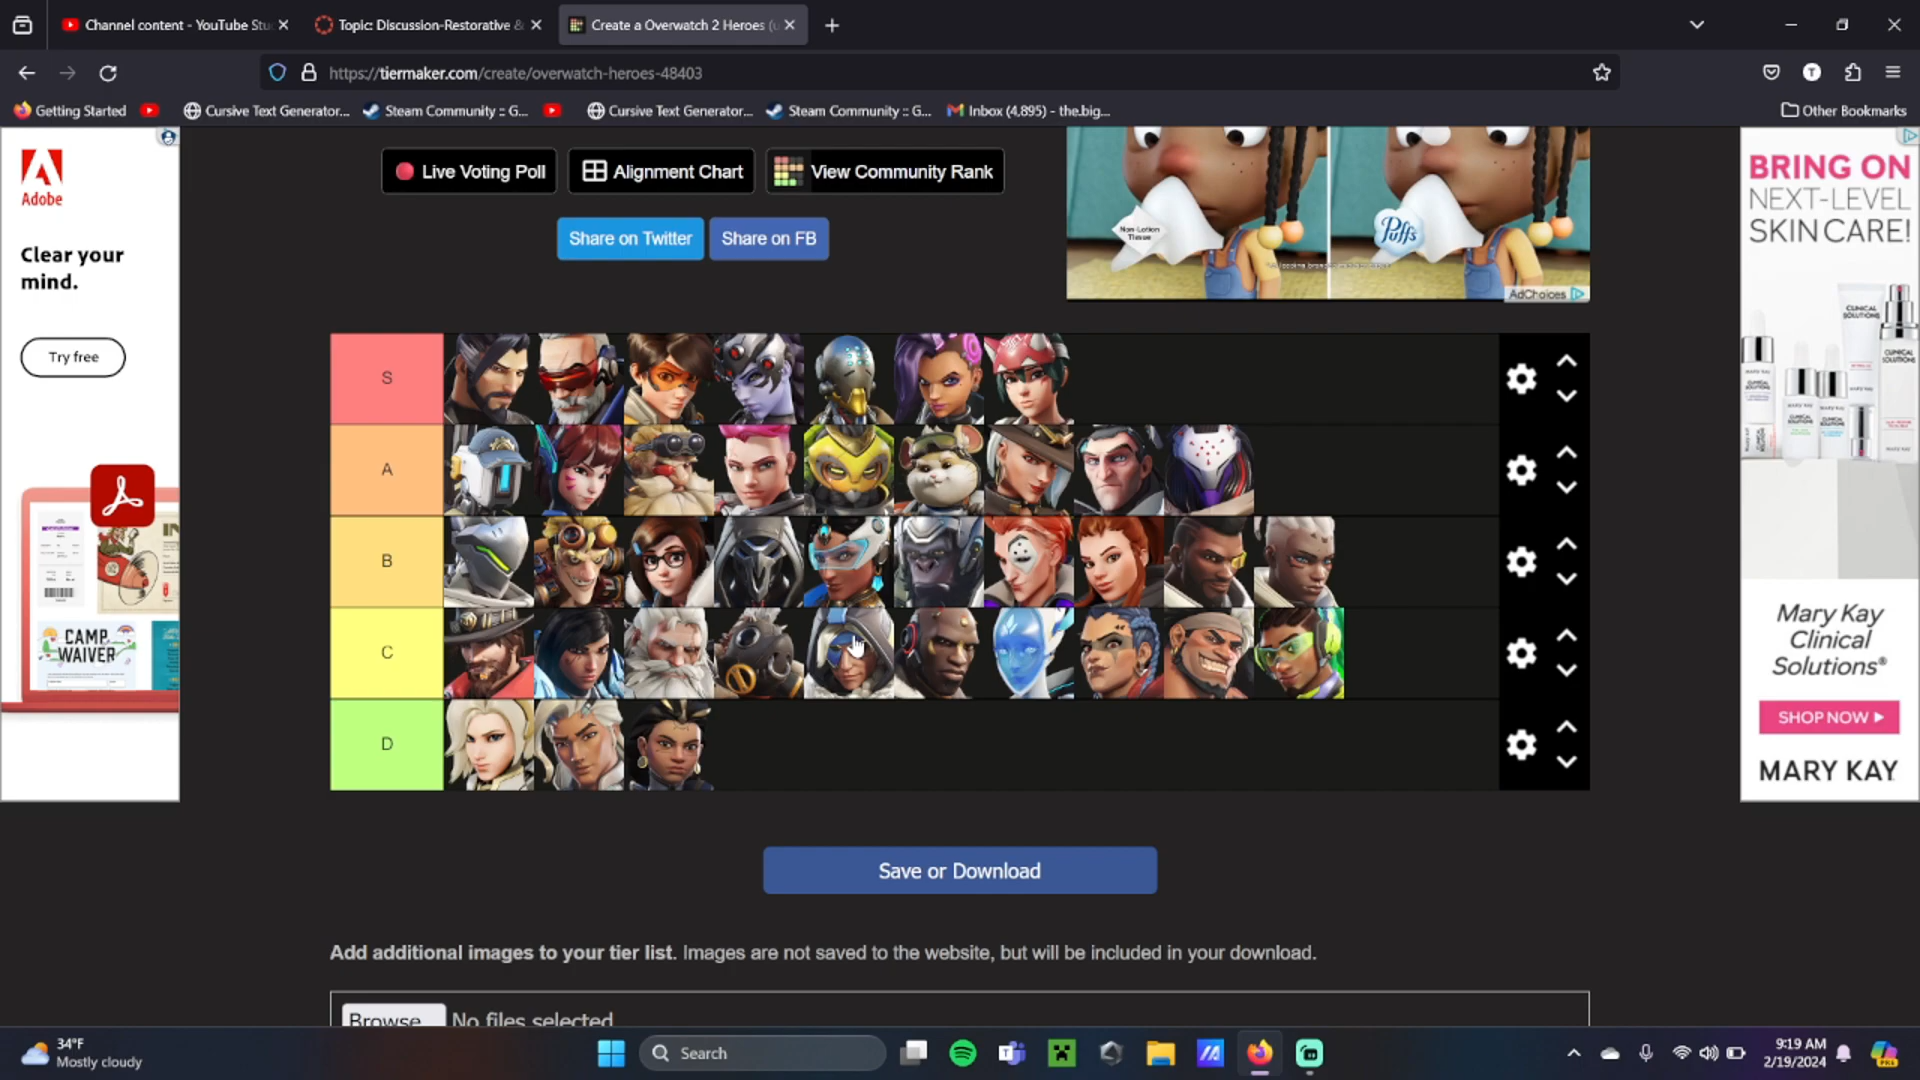 Channel content - YouTube Stu
Topic: Discussion-Restorative &
Create a Overwatch 2 Heroes (u
https://tiermaker.com/create/overwatch-heroes-48403
Getting Started
Cursive Text Generator...
Steam Community :: G...
Cursive Text Generator...
Steam Community :: G...
Inbox (4,895) - the.big...
Other Bookmarks
Adobe
Clear your
mind.
Try free
CAMP
WAIVER
Live Voting Poll
Alignment Chart
View Community Rank
Share on Twitter
Share on FB
Non-Lotion
Tissue
Puffs
AdChoices
BRING ON
NEXT-LEVEL
SKIN CARE!
Mary Kay
Clinical
Solutions®
SHOP NOW
MARY KAY
S
A
B
C
D
Save or Download
Add additional images to your tier list. Images are not saved to the website, but will be included in your download.
Browse... No files selected
34°F
Mostly cloudy
Search
9:19 AM
2/19/2024